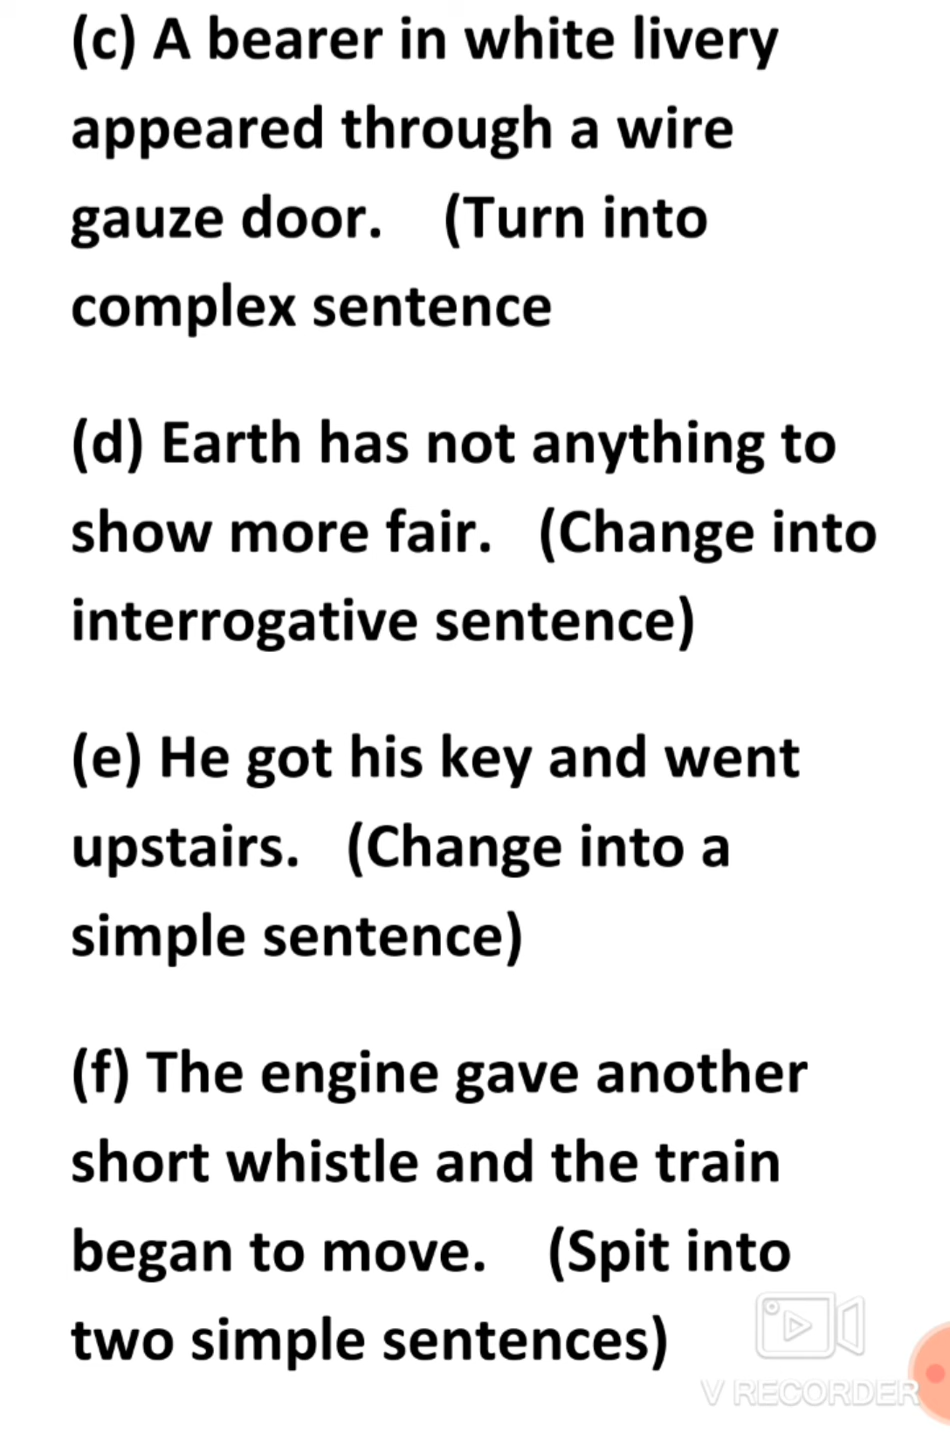 (c) A bearer in white livery
appeared through a wire
gauze door. (Turn into
complex sentence
(d) Earth has not anything to
show more fair. (Change into
interrogative sentence)
(e) He got his key and went
upstairs. (Change into a
simple sentence)
(f) The engine gave another
short whistle and the train
began to move. (Spit into
two simple sentences)
V RECORDER